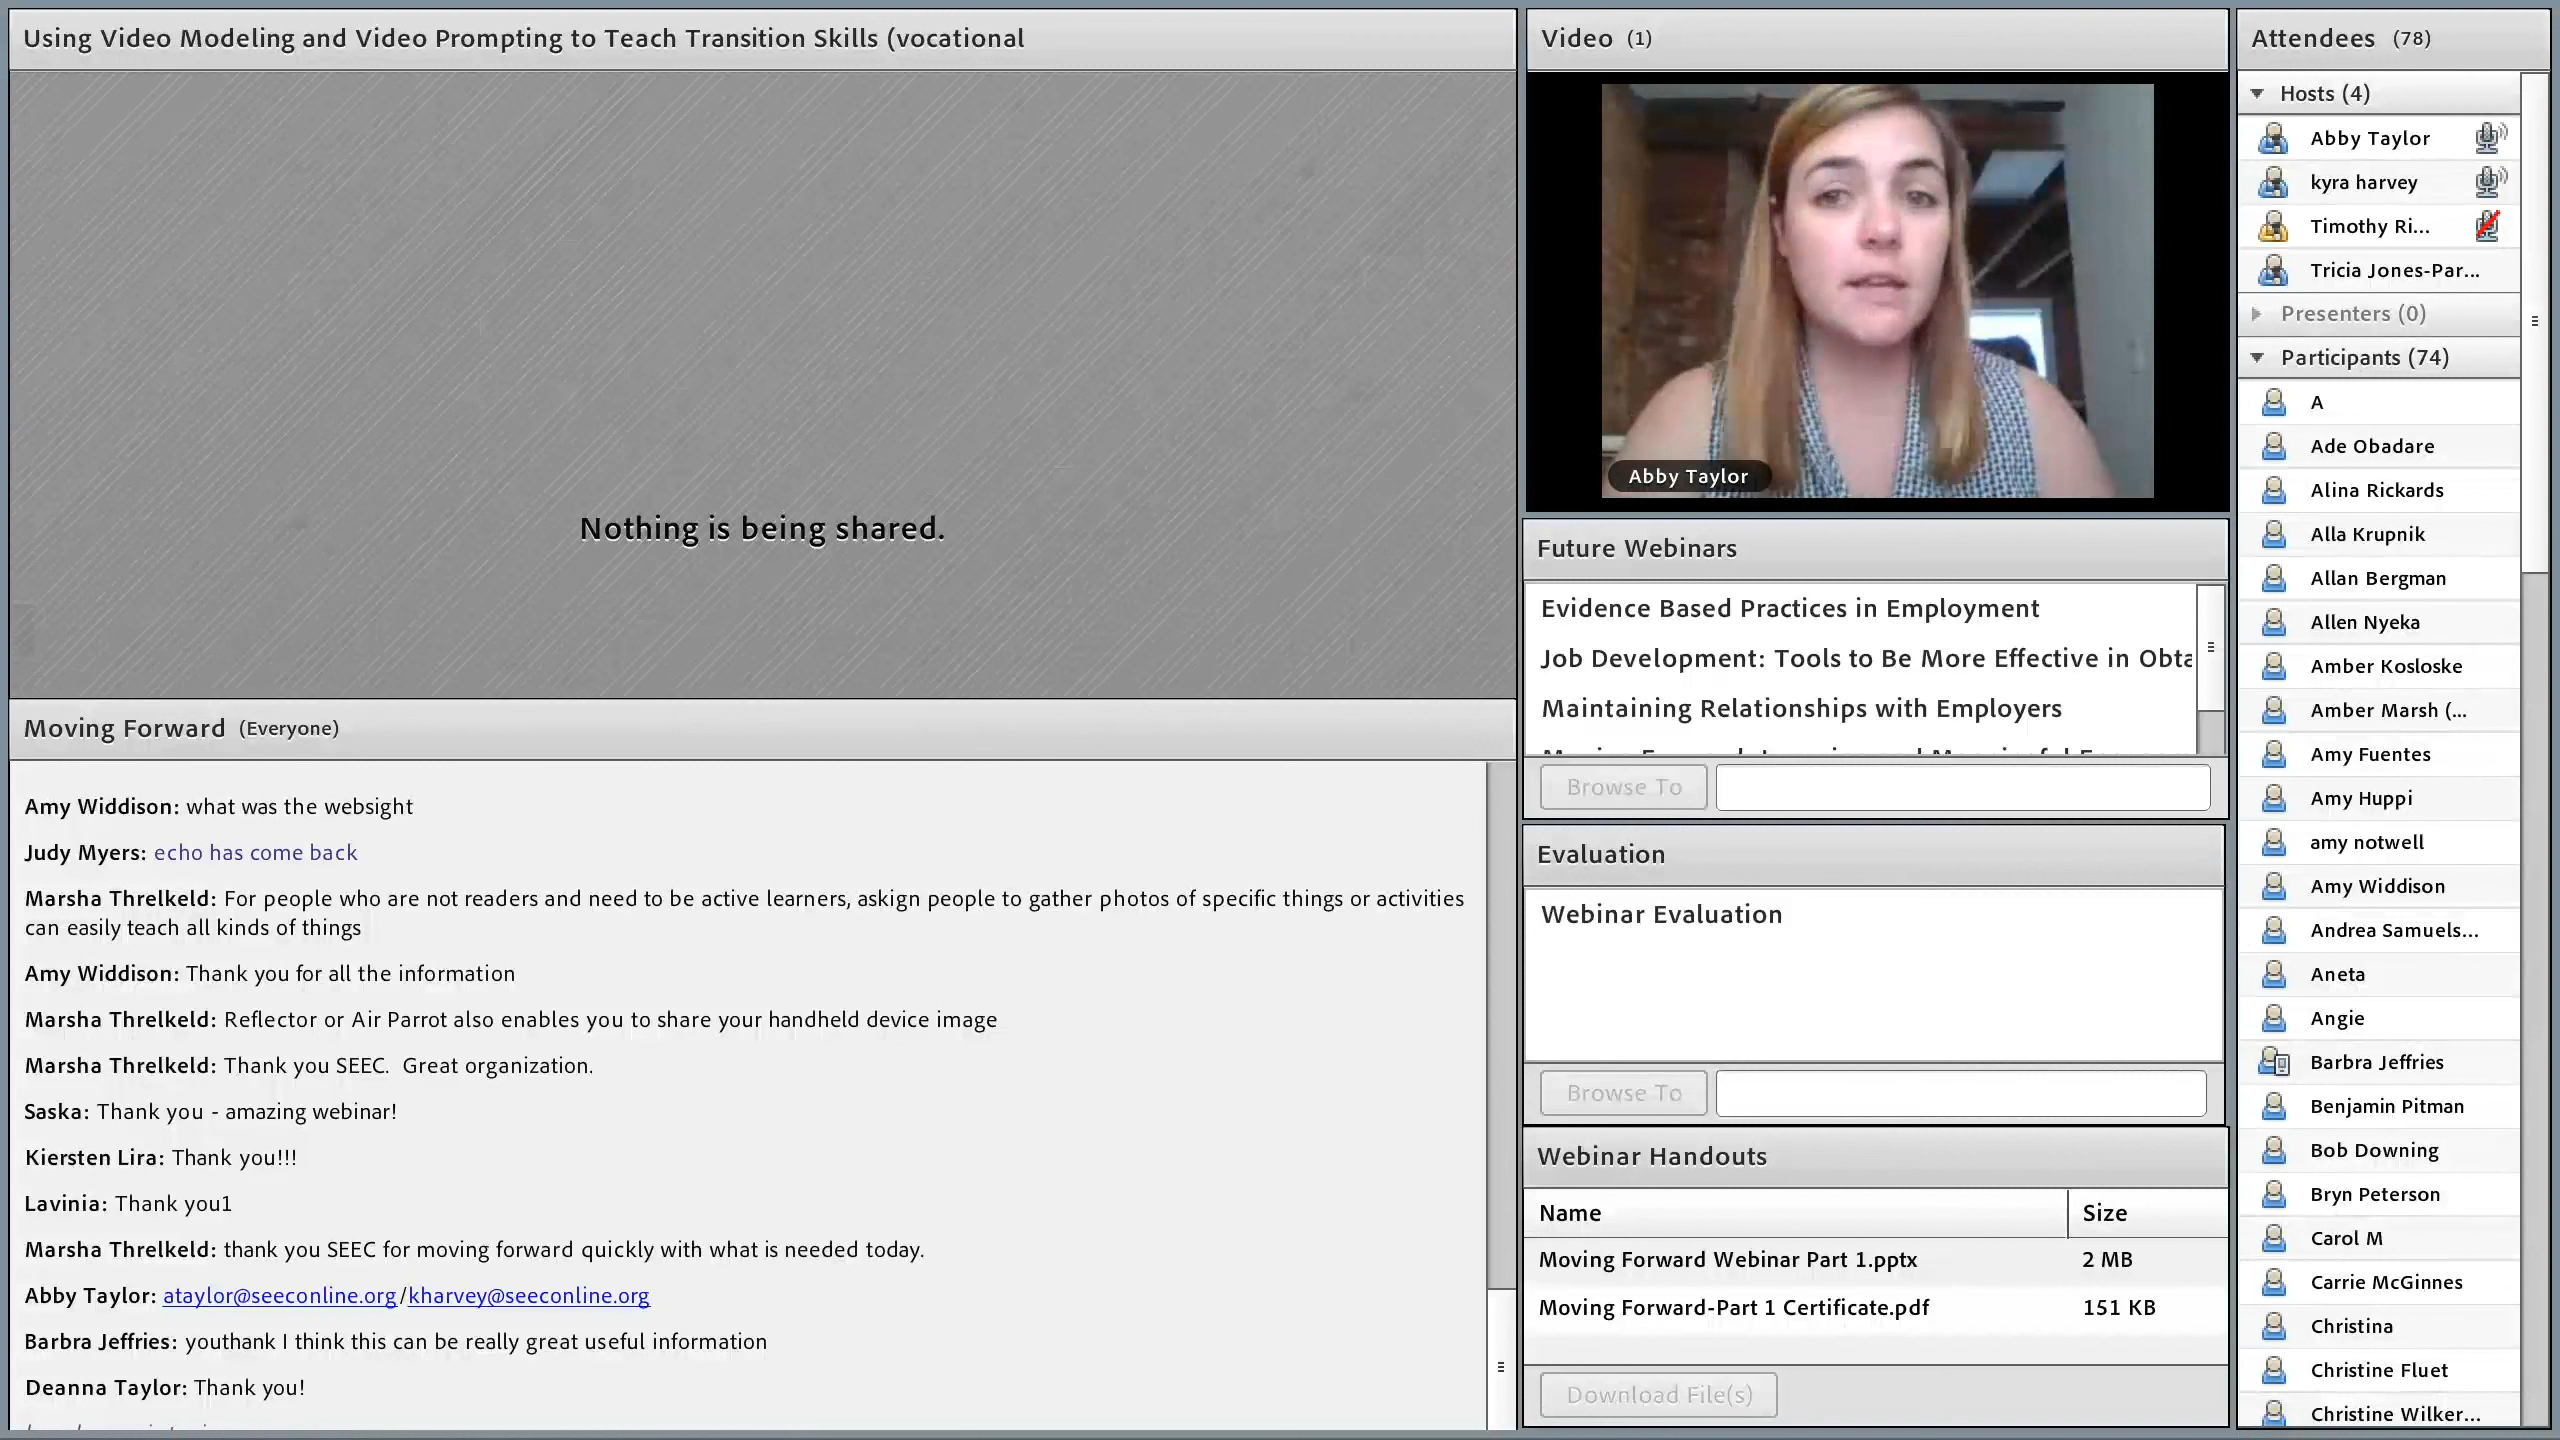 Using Video Modeling and Video Prompting to Teach Transition Skills (vocational
Nothing is being shared.
Moving Forward (Everyone)
Amy Widdison: what was the websight
Judy Myers: echo has come back
Marsha Threlkeld: For people who are not readers and need to be active learners, askign people to gather photos of specific things or activities
can easily teach all kinds of things
Amy Widdison: Thank you for all the information
Marsha Threlkeld: Reflector or Air Parrot also enables you to share your handheld device image
Marsha Threlkeld: Thank you SEEC.  Great organization.
Saska: Thank you - amazing webinar!
Kiersten Lira: Thank you!!!
Lavinia: Thank you1
Marsha Threlkeld: thank you SEEC for moving forward quickly with what is needed today.
Abby Taylor: ataylor@seeconline.org/kharvey@seeconline.org
Barbra Jeffries: youthank I think this can be really great useful information
Deanna Taylor: Thank you!
Video (1)
Abby Taylor
Future Webinars
Evidence Based Practices in Employment
Job Development: Tools to Be More Effective in Obta
Maintaining Relationships with Employers
Browse To
Evaluation
Webinar Evaluation
Browse To
Webinar Handouts
Name Size
Moving Forward Webinar Part 1.pptx 2 MB
Moving Forward-Part 1 Certificate.pdf 151 KB
Download File(s)
Attendees (78)
Hosts (4)
Abby Taylor
kyra harvey
Timothy Ri...
Tricia Jones-Par...
Presenters (0)
Participants (74)
A
Ade Obadare
Alina Rickards
Alla Krupnik
Allan Bergman
Allen Nyeka
Amber Kosloske
Amber Marsh (...
Amy Fuentes
Amy Huppi
amy notwell
Amy Widdison
Andrea Samuels...
Aneta
Angie
Barbra Jeffries
Benjamin Pitman
Bob Downing
Bryn Peterson
Carol M
Carrie McGinnes
Christina
Christine Fluet
Christine Wilker...